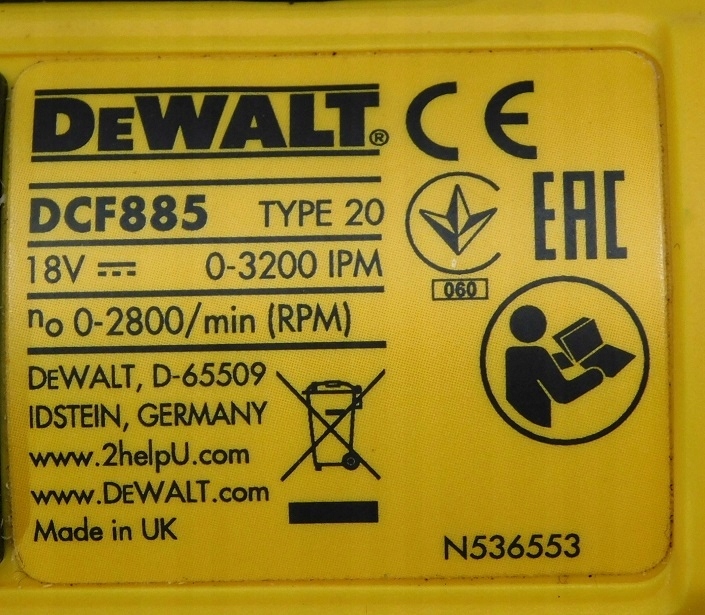 DEWALT®
CE
DCF885 TYPE 20
EAC
18V 0-3200 IPM
060
no 0-2800/min (RPM)
DEWALT, D-65509
IDSTEIN, GERMANY
www.2helpU.com
www.DEWALT.com
Made in UK
N536553